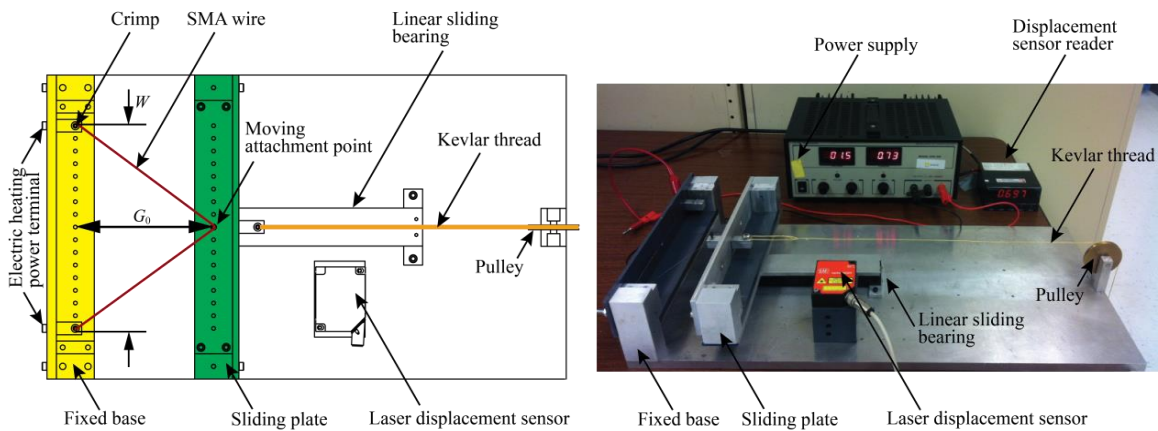 Crimp
SMA wire
Linear sliding
bearing
W
Moving
attachment point
Kevlar thread
Electric heating
power terminal
G0
Pulley
Fixed base
Sliding plate
Laser displacement sensor
Power supply
Displacement
sensor reader
Kevlar thread
015
073
0697
Pulley
Linear sliding
bearing
Fixed base
Sliding plate
Laser displacement sensor